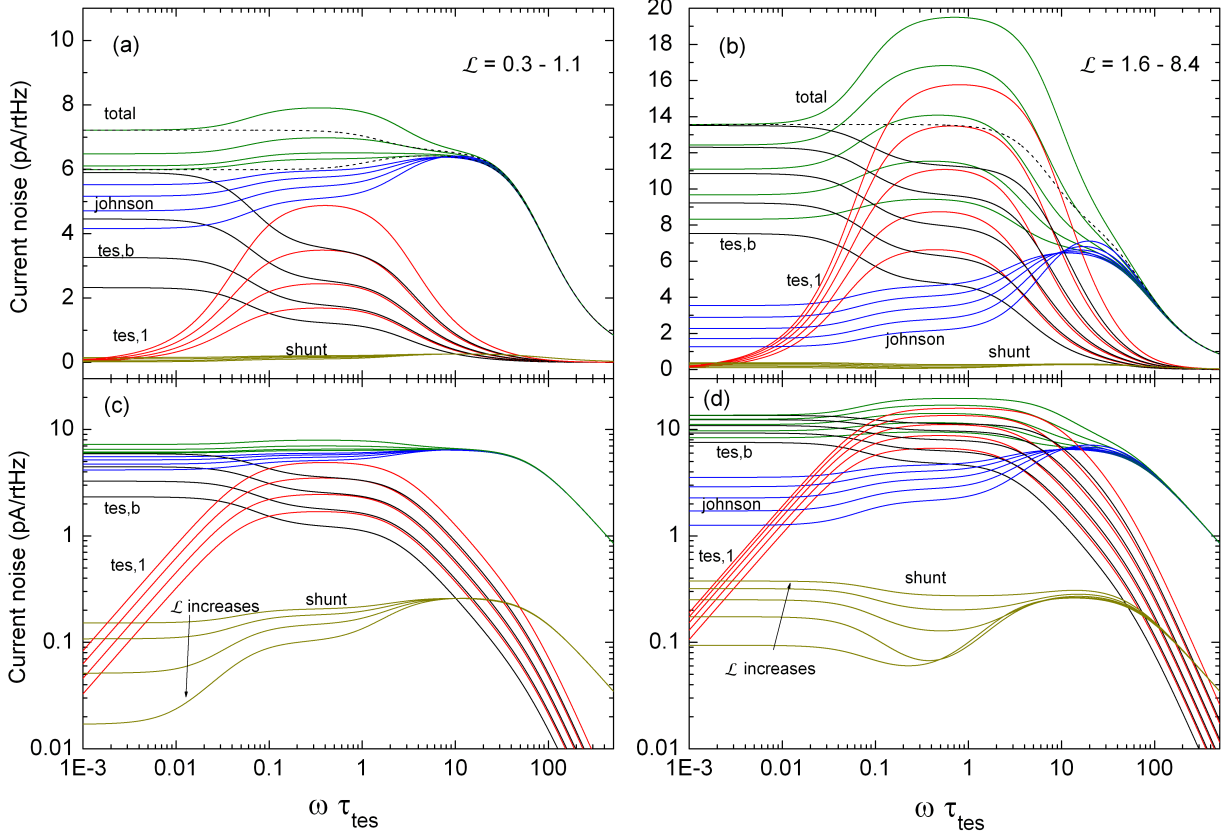 (a)
ℒ = 0.3 - 1.1
total
johnson
tes,b
tes,1
shunt
Current noise (pA/rtHz)
10
8
6
4
2
0
(b)
ℒ = 1.6 - 8.4
total
tes,b
tes,1
johnson
shunt
20
18
16
14
12
10
8
6
4
2
0
(c)
tes,b
tes,1
ℒ increases
shunt
Current noise (pA/rtHz)
10
1
0.1
0.01
1E-3 0.01 0.1 1 10 100
ω τtes
(d)
tes,b
johnson
tes,1
shunt
ℒ increases
10
1
0.1
0.01
1E-3 0.01 0.1 1 10 100
ω τtes